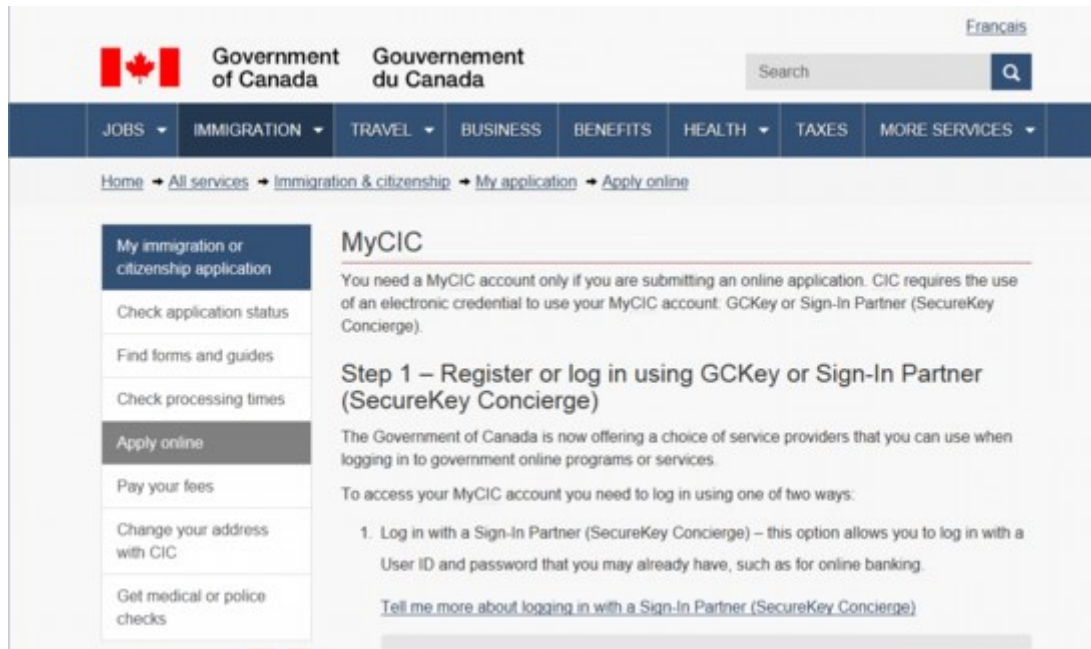 Français
Government of Canada
Gouvernement du Canada
Search
JOBS IMMIGRATION TRAVEL BUSINESS BENEFITS HEALTH TAXES MORE SERVICES
Home → All services → Immigration & citizenship → My application → Apply online
My immigration or
citizenship application
Check application status
Find forms and guides
Check processing times
Apply online
Pay your fees
Change your address
with CIC
Get medical or police
checks
MyCIC
You need a MyCIC account only if you are submitting an online application. CIC requires the use
of an electronic credential to use your MyCIC account: GCKey or Sign-In Partner (SecureKey
Concierge).
Step 1 – Register or log in using GCKey or Sign-In Partner
(SecureKey Concierge)
The Government of Canada is now offering a choice of service providers that you can use when
logging in to government online programs or services.
To access your MyCIC account you need to log in using one of two ways:
1. Log in with a Sign-In Partner (SecureKey Concierge) – this option allows you to log in with a
User ID and password that you may already have, such as for online banking.
Tell me more about logging in with a Sign-In Partner (SecureKey Concierge)